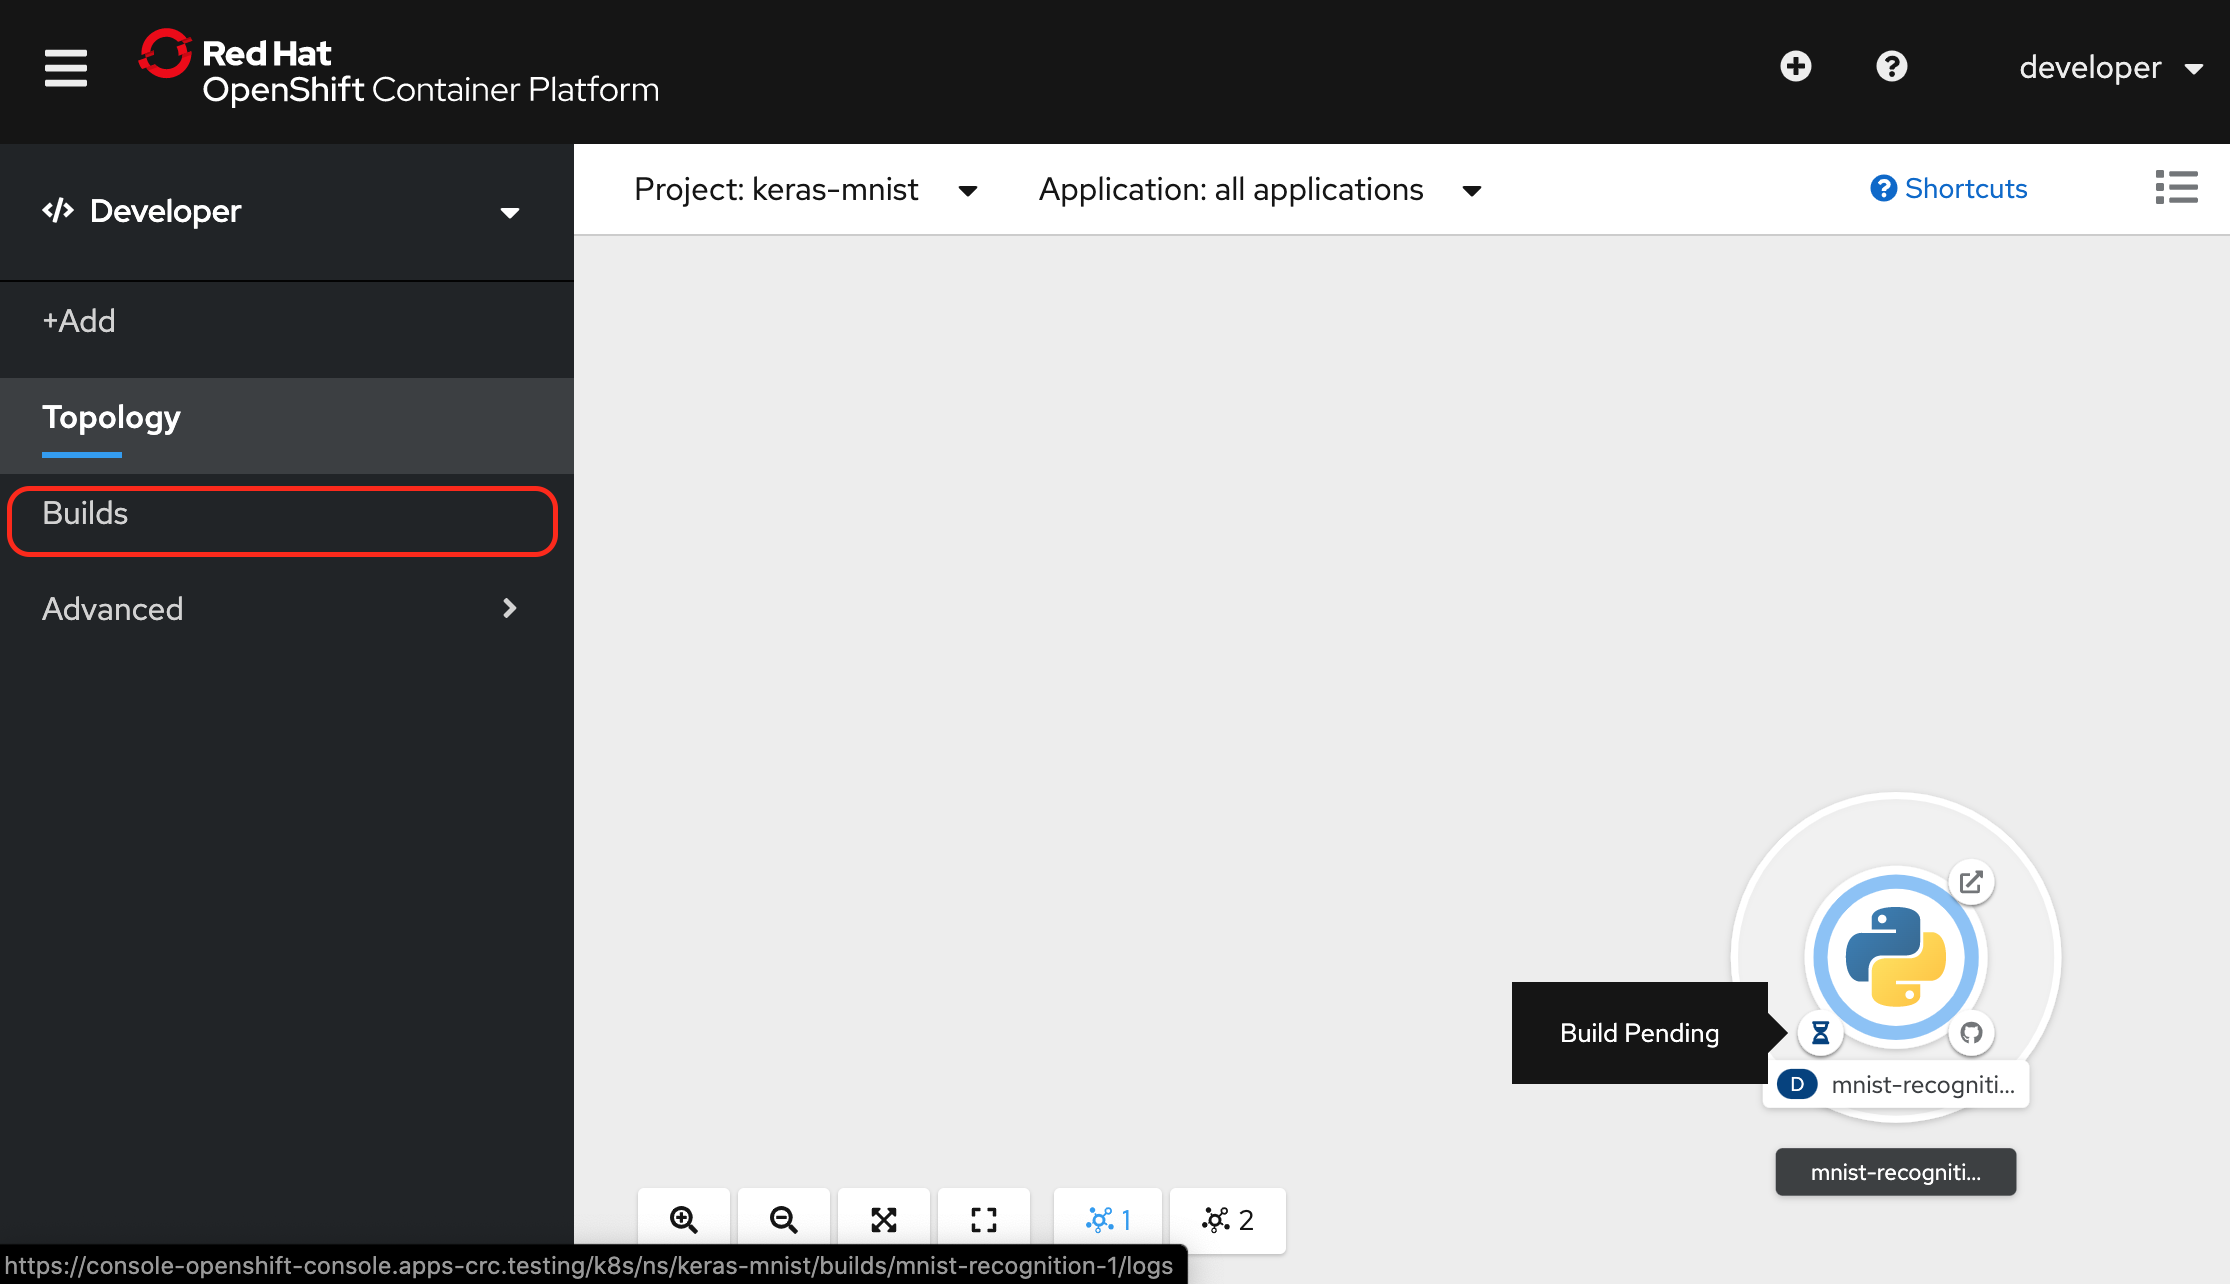 Red Hat
OpenShift Container Platform
developer
Developer
Project: keras-mnist
Application: all applications
Shortcuts
+Add
Topology
Builds
Advanced
Build Pending
D mnist-recogniti...
mnist-recogniti...
1
2
https://console-openshift-console.apps-crc.testing/k8s/ns/keras-mnist/builds/mnist-recognition-1/logs